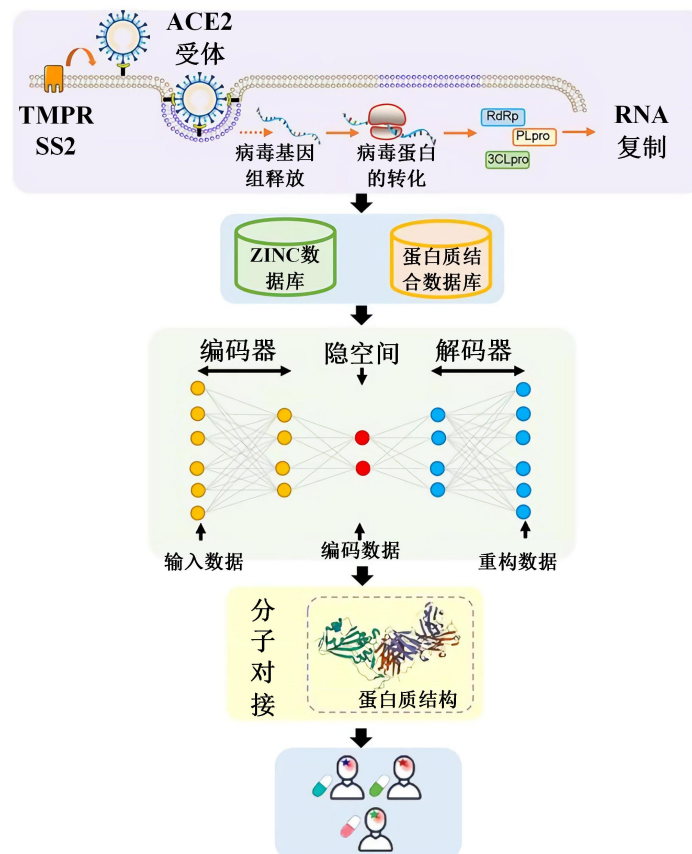 ACE2
受体
TMPR
SS2
病毒基因
组释放
病毒蛋白
的转化
RdRp
PLpro
3CLpro
RNA
复制
ZINC数
据库
蛋白质结
合数据库
编码器
隐空间
解码器
输入数据
编码数据
重构数据
分
子
对
接
蛋白质结构